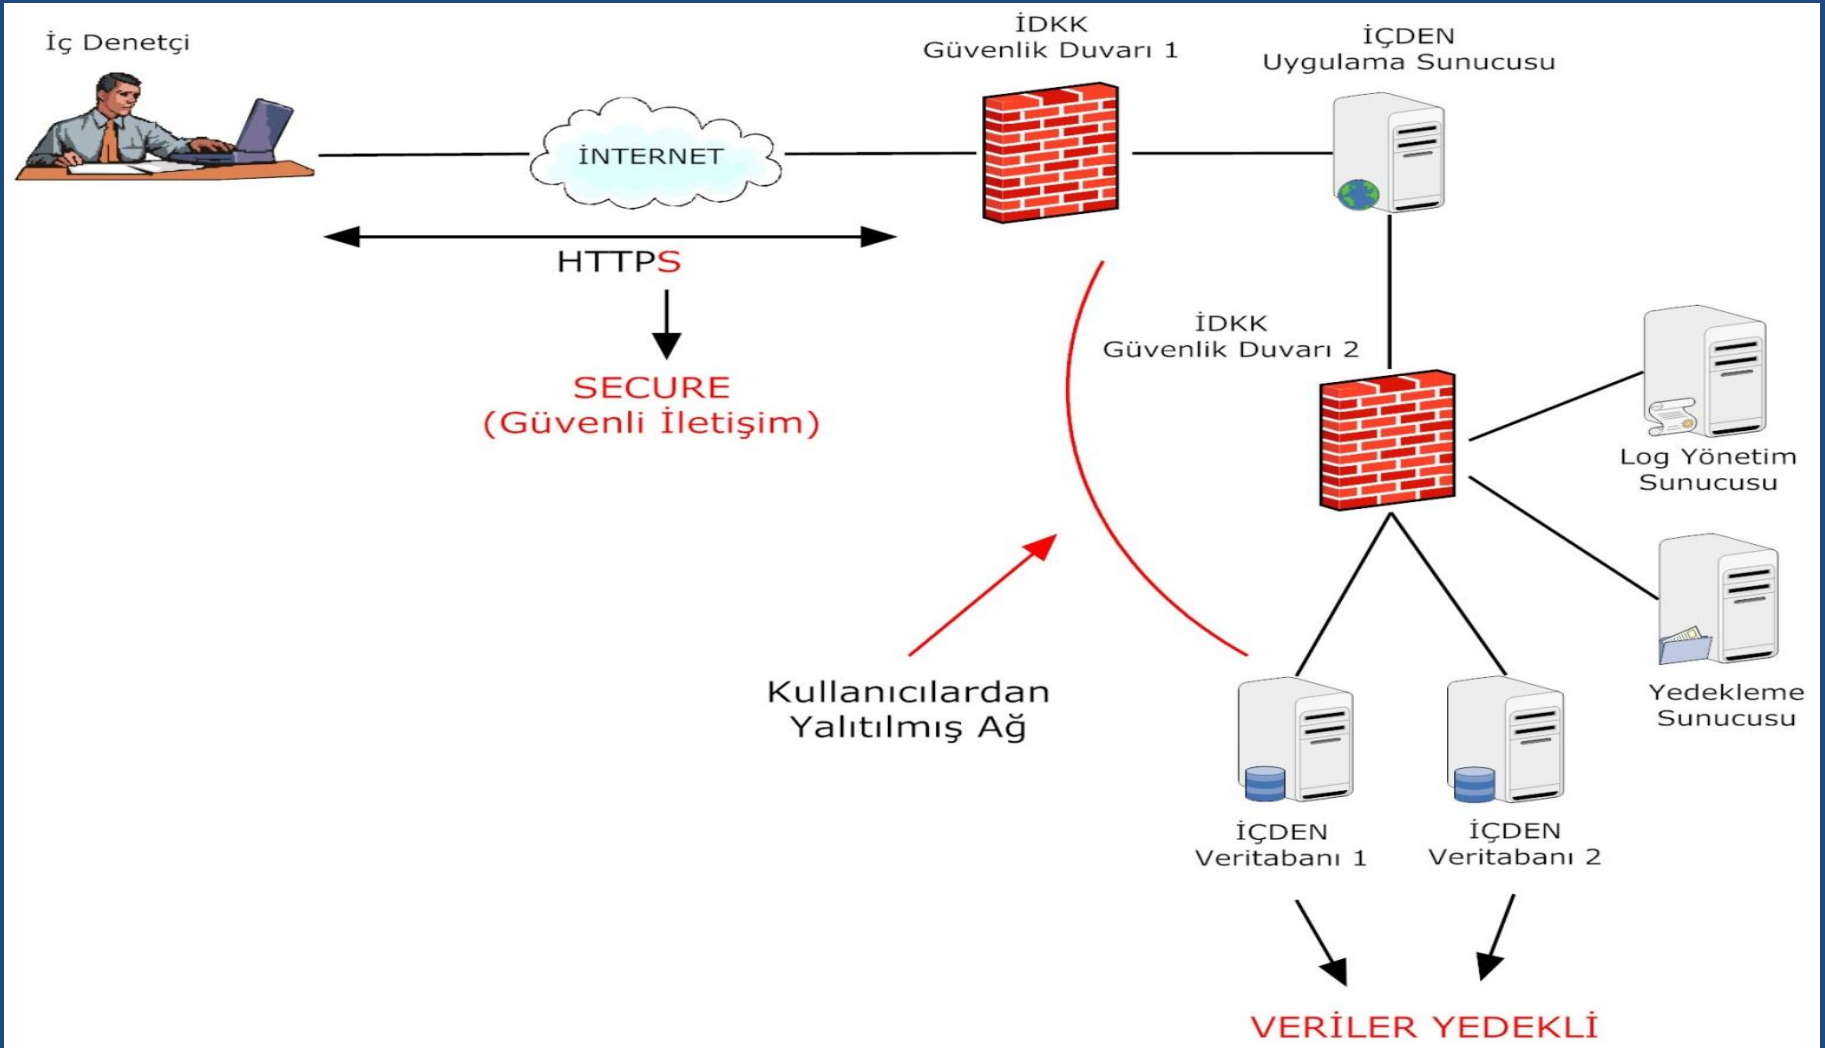 İç Denetçi
İNTERNET
İDKK
Güvenlik Duvarı 1
İÇDEN
Uygulama Sunucusu
HTTPS
SECURE
(Güvenli İletişim)
İDKK
Güvenlik Duvarı 2
Log Yönetim
Sunucusu
Yedekleme
Sunucusu
Kullanıcılardan
Yalıtılmış Ağ
İÇDEN
Veritabanı 1
İÇDEN
Veritabanı 2
VERİLER YEDEKLİ